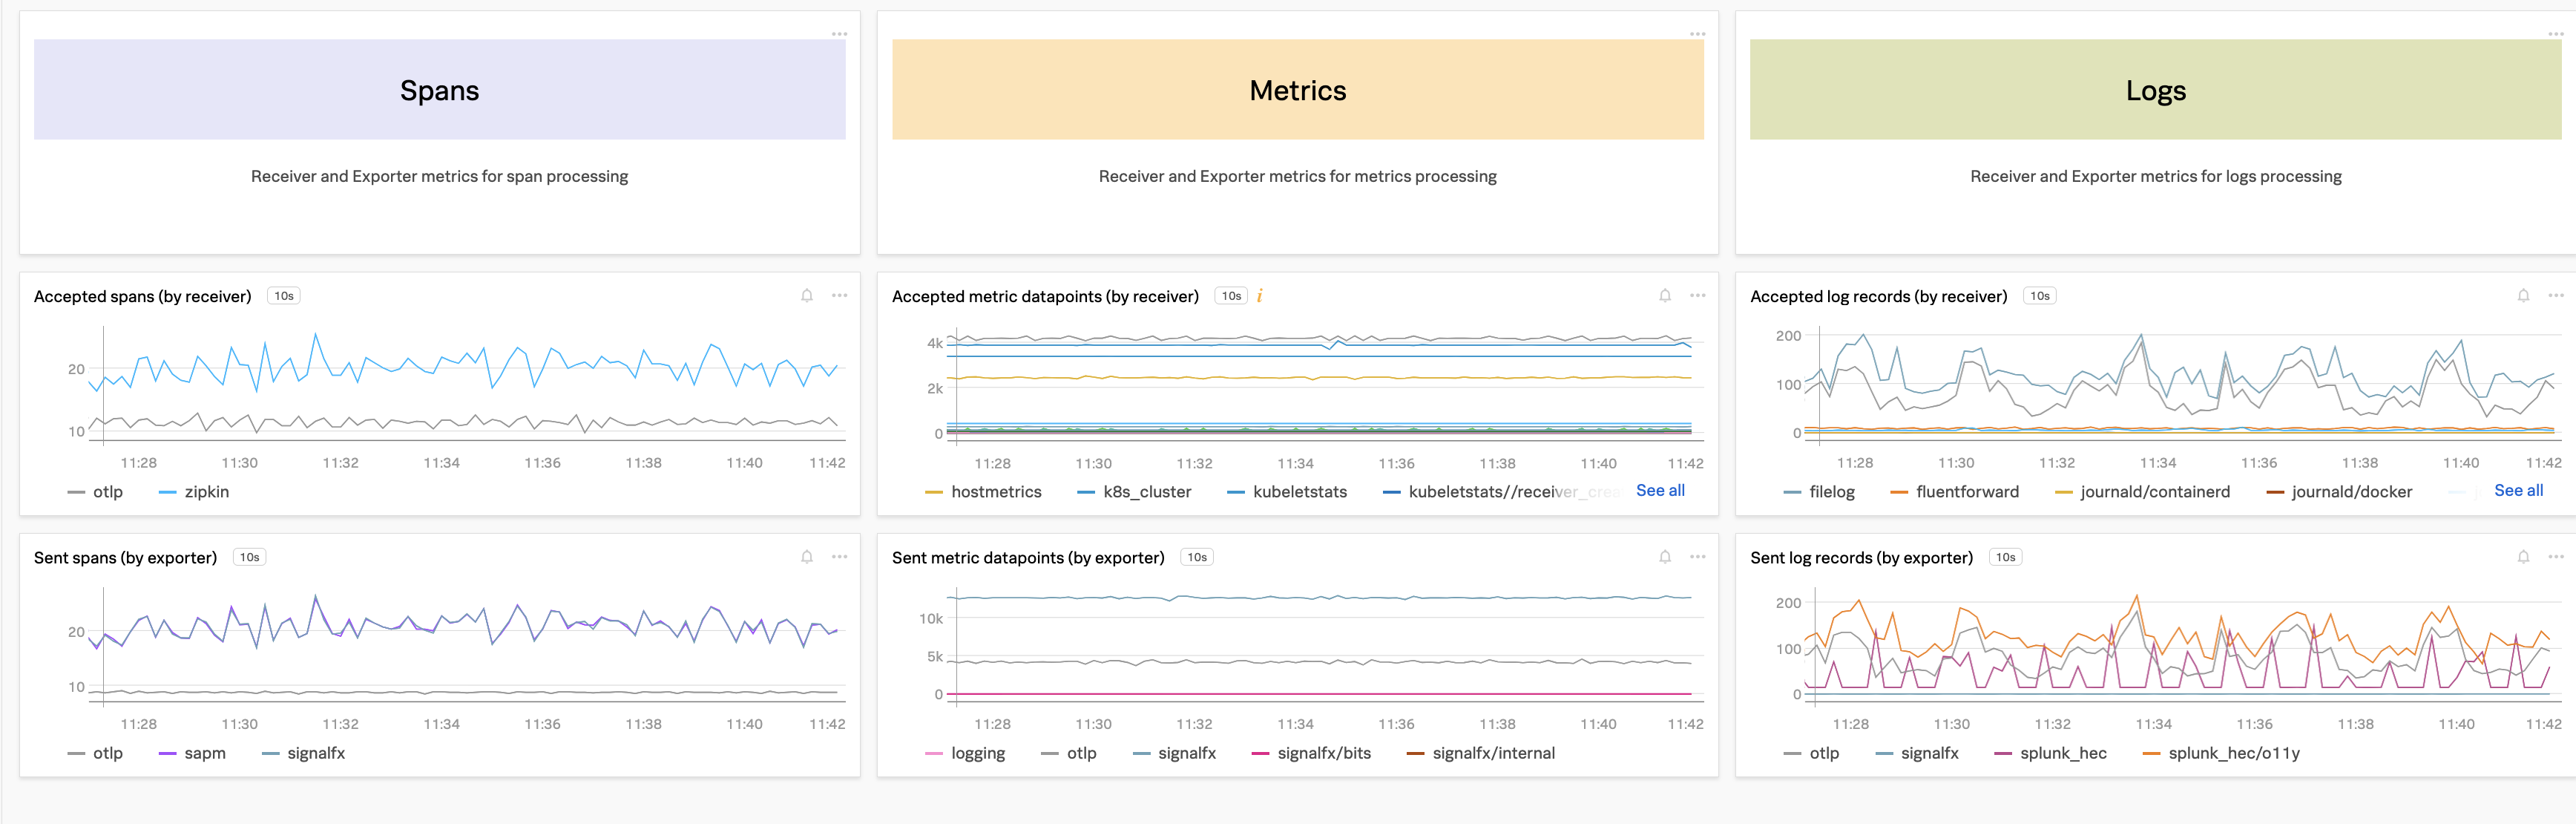 Spans
Receiver and Exporter metrics for span processing
Metrics
Receiver and Exporter metrics for metrics processing
Logs
Receiver and Exporter metrics for logs processing
Accepted spans (by receiver) 10s
20
10
11:28 11:30 11:32 11:34 11:36 11:38 11:40 11:42
otlp zipkin
Accepted metric datapoints (by receiver) 10s i
4k
2k
0
11:28 11:30 11:32 11:34 11:36 11:38 11:40 11:42
hostmetrics k8s_cluster kubeletstats kubeletstats//receiver_crea See all
Accepted log records (by receiver) 10s
200
100
0
11:28 11:30 11:32 11:34 11:36 11:38 11:40 11:42
filelog fluentforward journald/containerd journald/docker See all
Sent spans (by exporter) 10s
20
10
11:28 11:30 11:32 11:34 11:36 11:38 11:40 11:42
otlp sapm signalfx
Sent metric datapoints (by exporter) 10s
10k
5k
0
11:28 11:30 11:32 11:34 11:36 11:38 11:40 11:42
logging otlp signalfx signalfx/bits signalfx/internal
Sent log records (by exporter) 10s
200
100
0
11:28 11:30 11:32 11:34 11:36 11:38 11:40 11:42
otlp signalfx splunk_hec splunk_hec/o11y